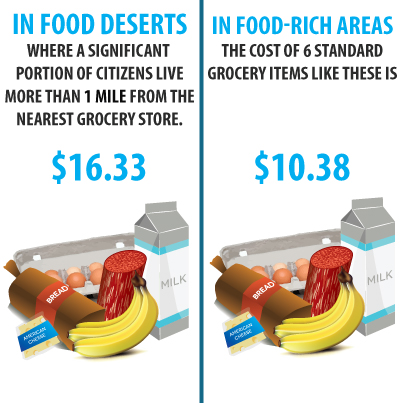 IN FOOD DESERTS
WHERE A SIGNIFICANT
PORTION OF CITIZENS LIVE
MORE THAN 1 MILE FROM THE
NEAREST GROCERY STORE.
$16.33
MILK
BREAD
AMERICAN
CHEESE
IN FOOD-RICH AREAS
THE COST OF 6 STANDARD
GROCERY ITEMS LIKE THESE IS
$10.38
MILK
BREAD
AMERICAN
CHEESE